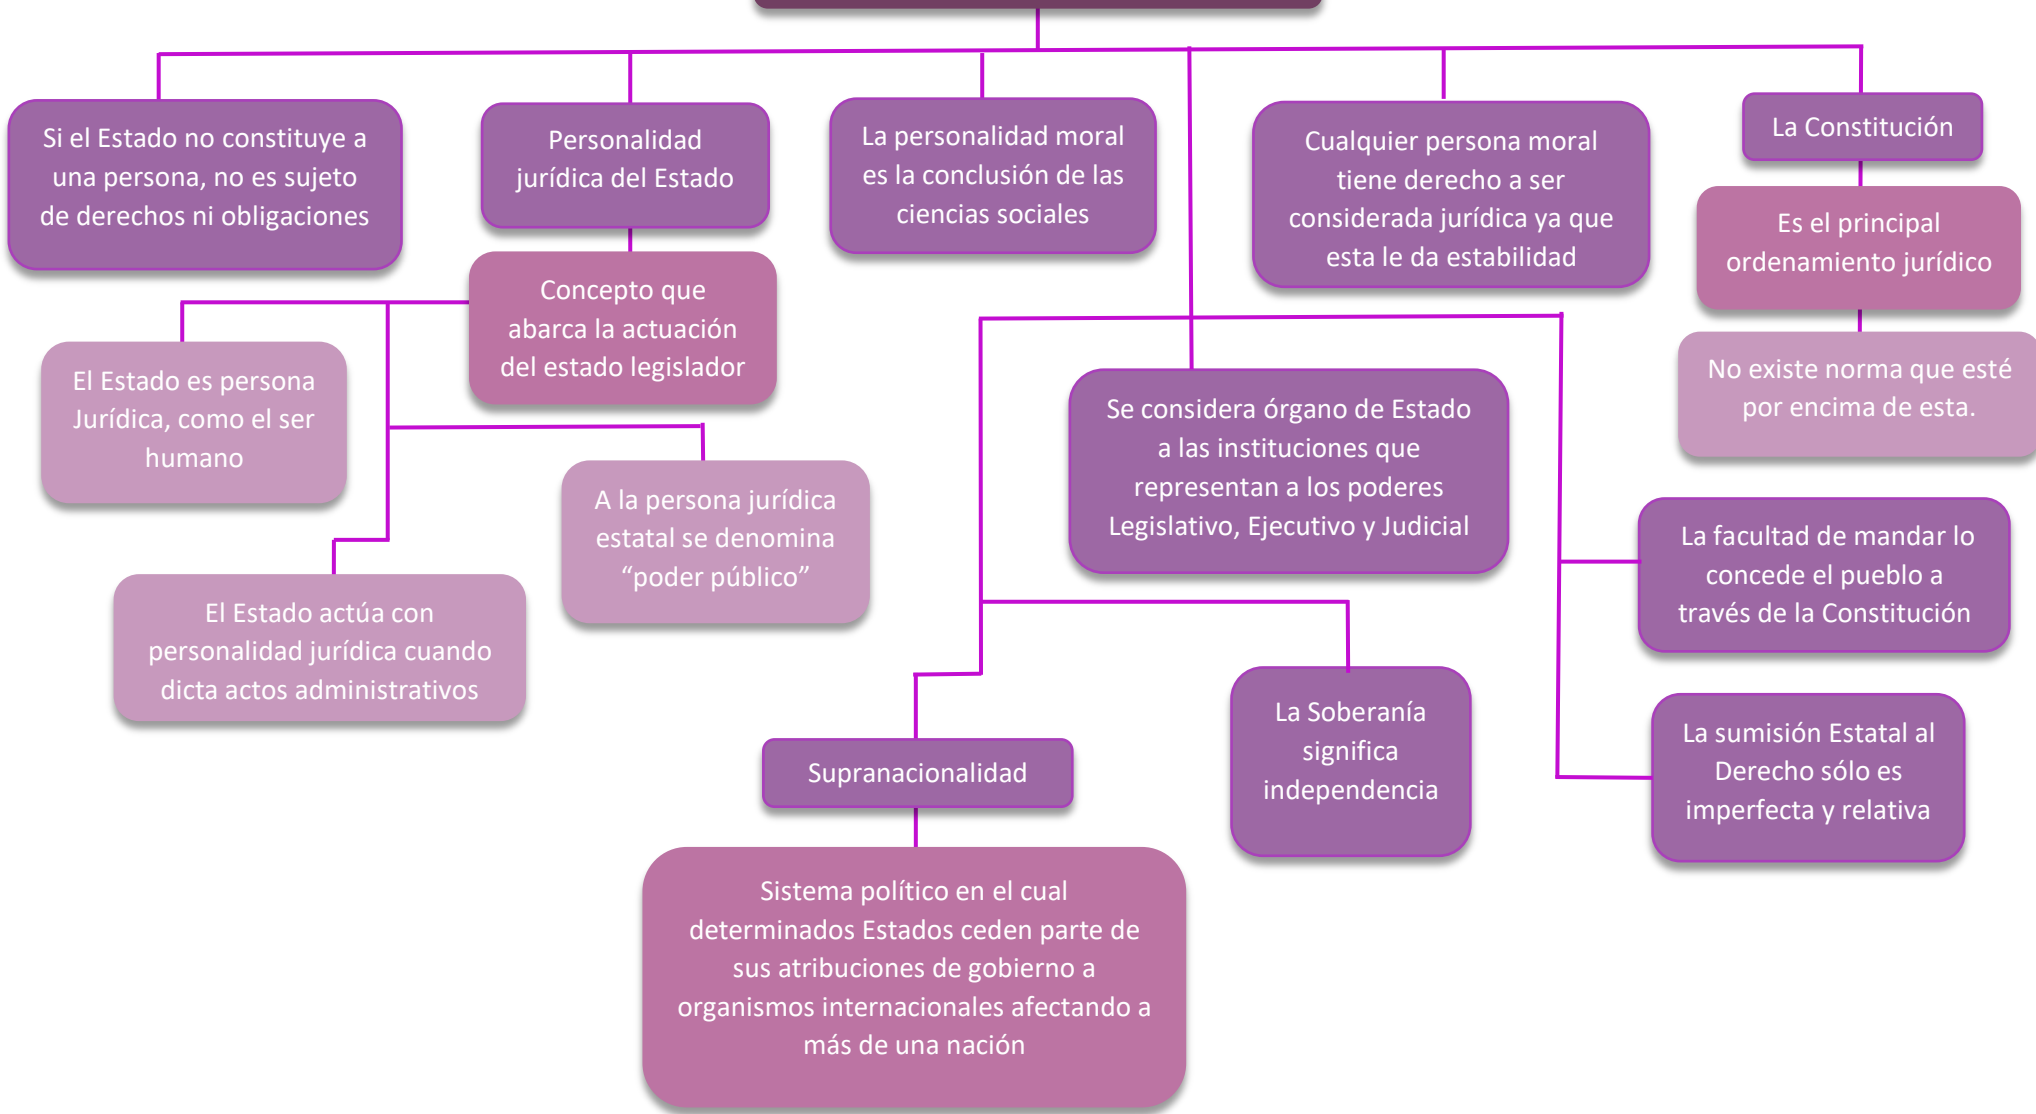 Si el Estado no constituye a
una persona, no es sujeto
de derechos ni obligaciones
Personalidad
jurídica del Estado
La personalidad moral
es la conclusión de las
ciencias sociales
Cualquier persona moral
tiene derecho a ser
considerada jurídica ya que
esta le da estabilidad
La Constitución
Es el principal
ordenamiento jurídico
No existe norma que esté
por encima de esta.
Concepto que
abarca la actuación
del estado legislador
El Estado es persona
Jurídica, como el ser
humano
A la persona jurídica
estatal se denomina
“poder público”
El Estado actúa con
personalidad jurídica cuando
dicta actos administrativos
Se considera órgano de Estado
a las instituciones que
representan a los poderes
Legislativo, Ejecutivo y Judicial
La facultad de mandar lo
concede el pueblo a
través de la Constitución
La sumisión Estatal al
Derecho sólo es
imperfecta y relativa
La Soberanía
significa
independencia
Supranacionalidad
Sistema político en el cual
determinados Estados ceden parte de
sus atribuciones de gobierno a
organismos internacionales afectando a
más de una nación